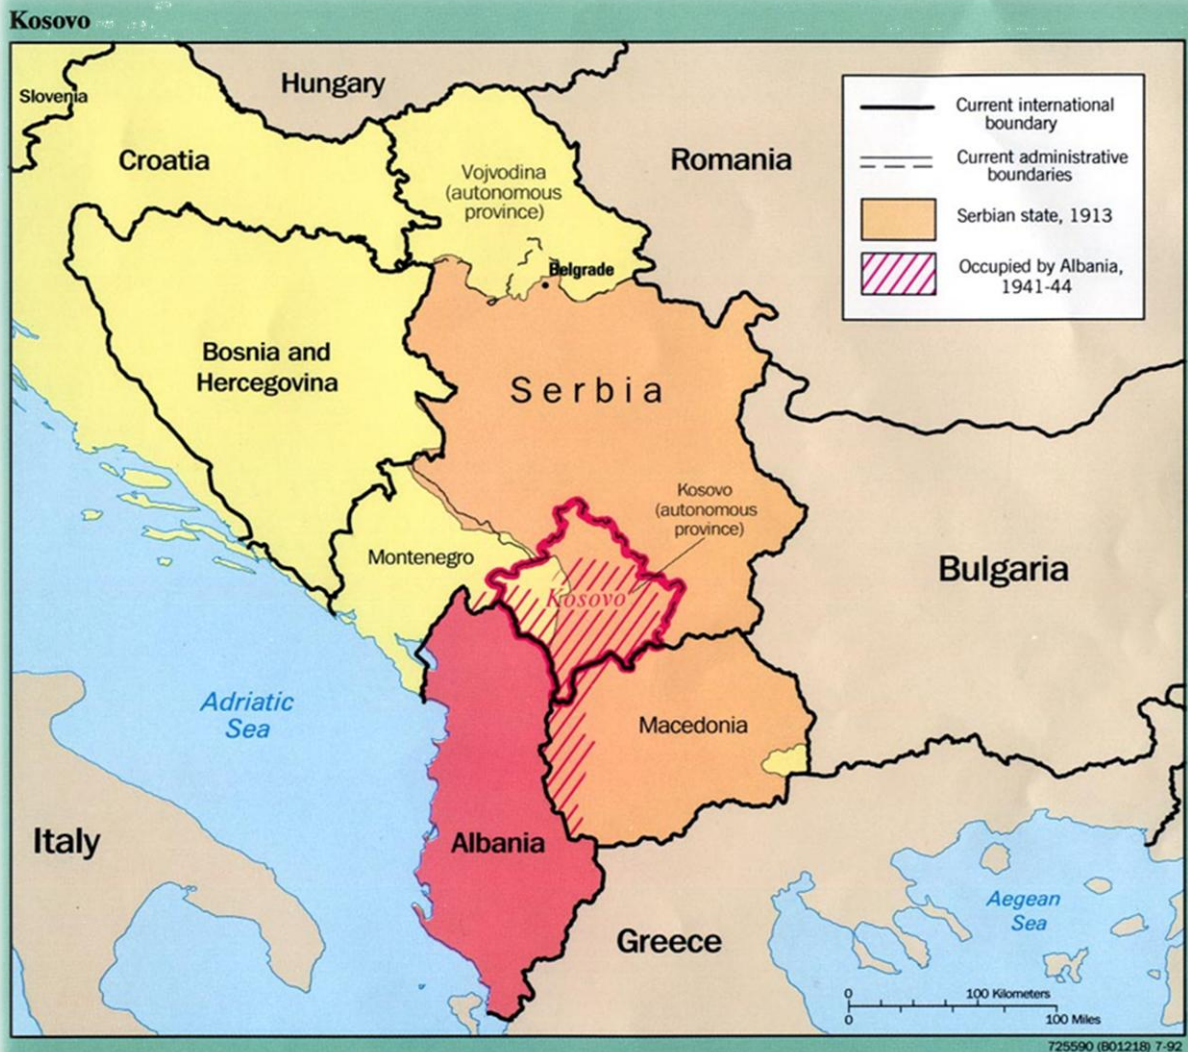 Kosovo
Slovenia
Hungary
Croatia
Romania
Vojvodina
(autonomous
province)
Belgrade
Current international
boundary
Current administrative
boundaries
Serbian state, 1913
Occupied by Albania,
1941-44
Bosnia and
Hercegovina
Serbia
Kosovo
(autonomous
province)
Montenegro
Kosovo
Bulgaria
Adriatic
Sea
Macedonia
Italy
Albania
Greece
Aegean
Sea
0 100 Kilometers
0 100 Miles
725590 (B01218) 7-92